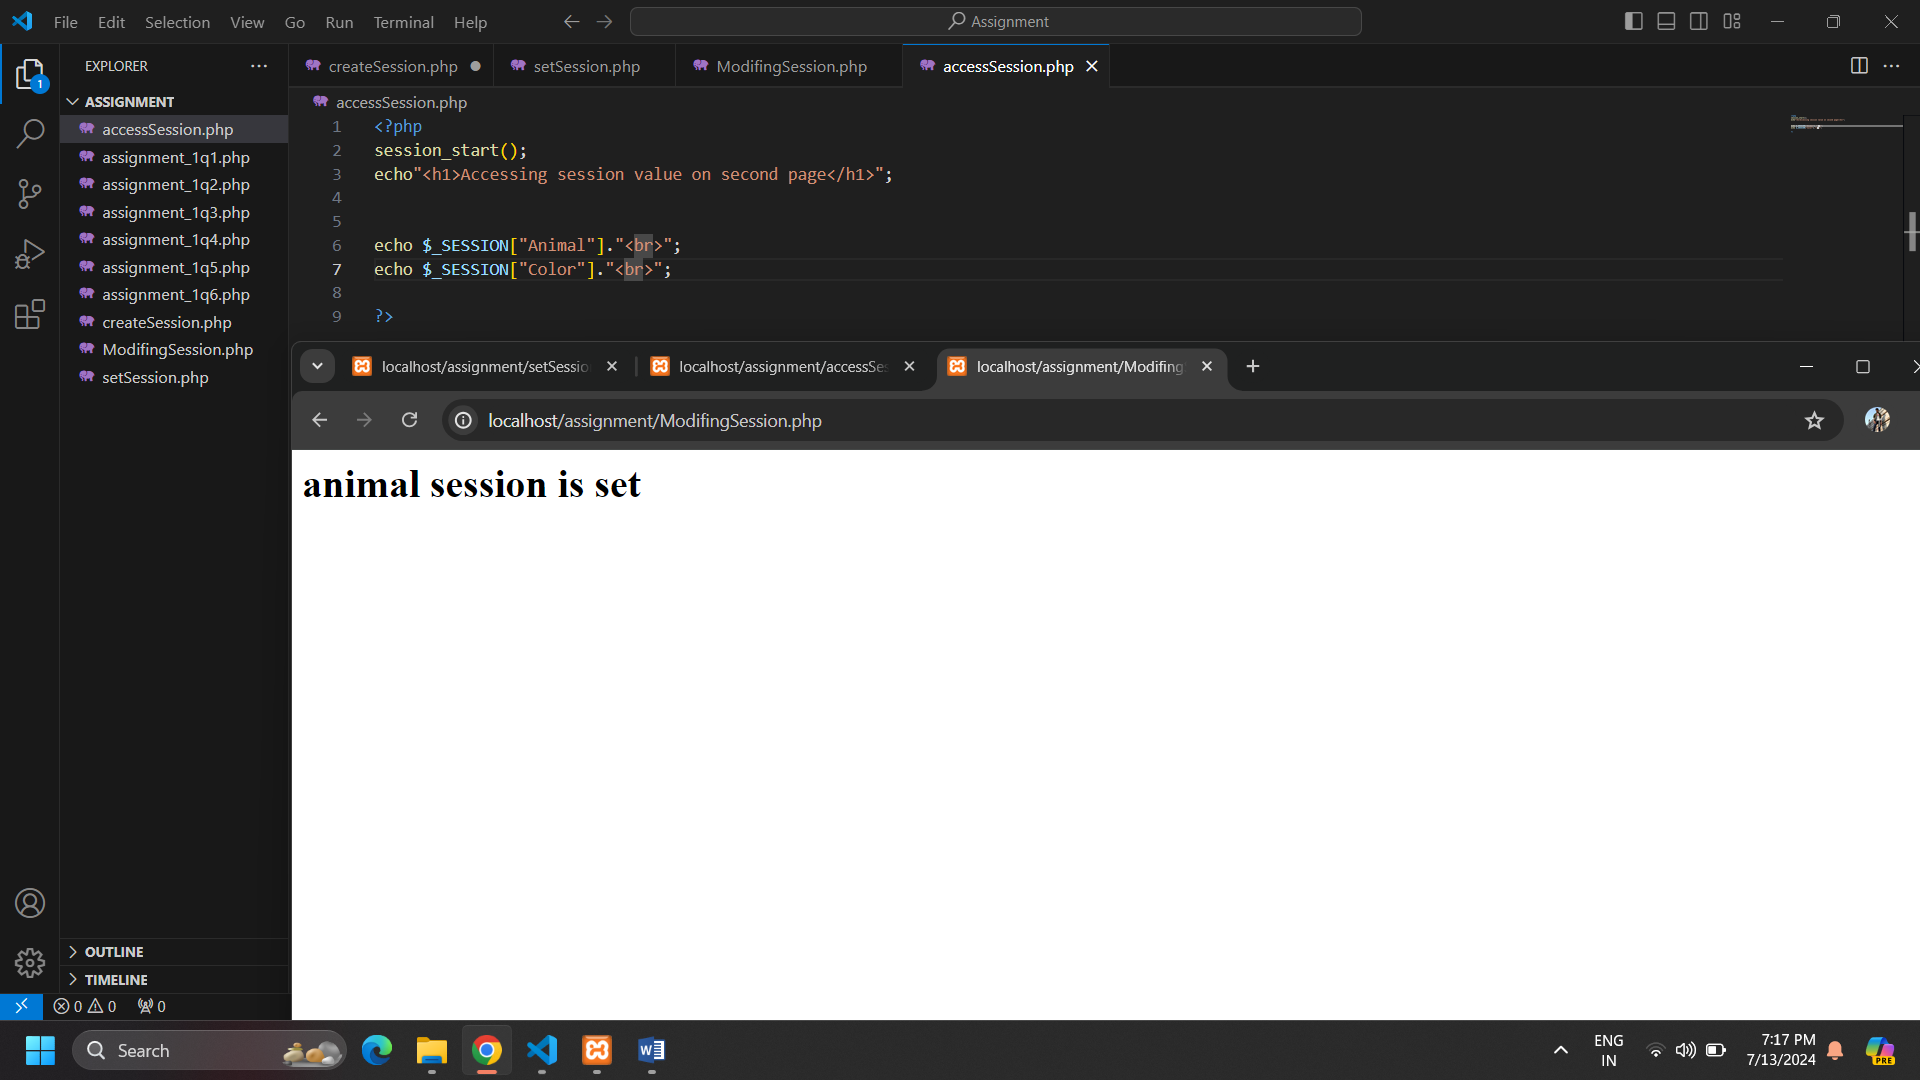 File Edit Selection View Go Run Terminal Help
Assignment
EXPLORER
createSession.php
setSession.php
ModifingSession.php
accessSession.php
1
ASSIGNMENT
accessSession.php
assignment_1q1.php
assignment_1q2.php
assignment_1q3.php
assignment_1q4.php
assignment_1q5.php
assignment_1q6.php
createSession.php
ModifingSession.php
setSession.php
accessSession.php
1 <?php
2 session_start();
3 echo"<h1>Accessing session value on second page</h1>";
4
5
6 echo $_SESSION["Animal"]."<br>";
7 echo $_SESSION["Color"]."<br>";
8
9 ?>
localhost/assignment/setSessio
localhost/assignment/accessSes
localhost/assignment/Modifing
localhost/assignment/ModifingSession.php
animal session is set
OUTLINE
TIMELINE
0 0 0
Search
ENG
IN
7:17 PM
7/13/2024
PRE